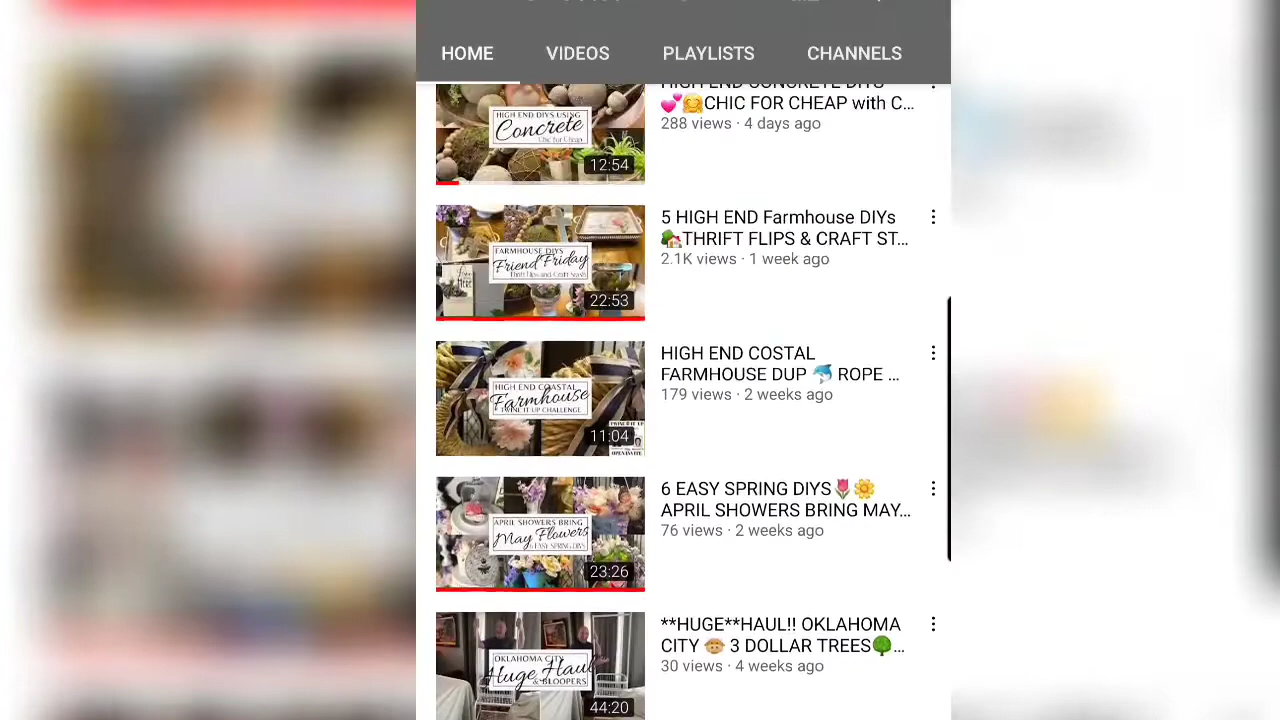 HOME VIDEOS PLAYLISTS CHANNELS
HIGH END CONCRETE DIYS
💕🤗CHIC FOR CHEAP with C...
288 views · 4 days ago
HIGH END DIYS USING
Concrete
Chic For Cheap
12:54
5 HIGH END Farmhouse DIYs
🏡THRIFT FLIPS & CRAFT ST...
2.1K views · 1 week ago
FARMHOUSE DIYS
Friend Friday
Thrift Flips and Craft Stash
22:53
HIGH END COSTAL
FARMHOUSE DUP 🐬 ROPE ...
179 views · 2 weeks ago
HIGH END COASTAL
Farmhouse
TWINE IT UP CHALLENGE
11:04
6 EASY SPRING DIYS🌷🌼
APRIL SHOWERS BRING MAY...
76 views · 2 weeks ago
APRIL SHOWERS BRING
May Flowers
6 EASY SPRING DIYS
23:26
**HUGE**HAUL!! OKLAHOMA
CITY 🤠 3 DOLLAR TREES🌳...
30 views · 4 weeks ago
OKLAHOMA CITY
Huge Haul
& BLOOPERS
44:20